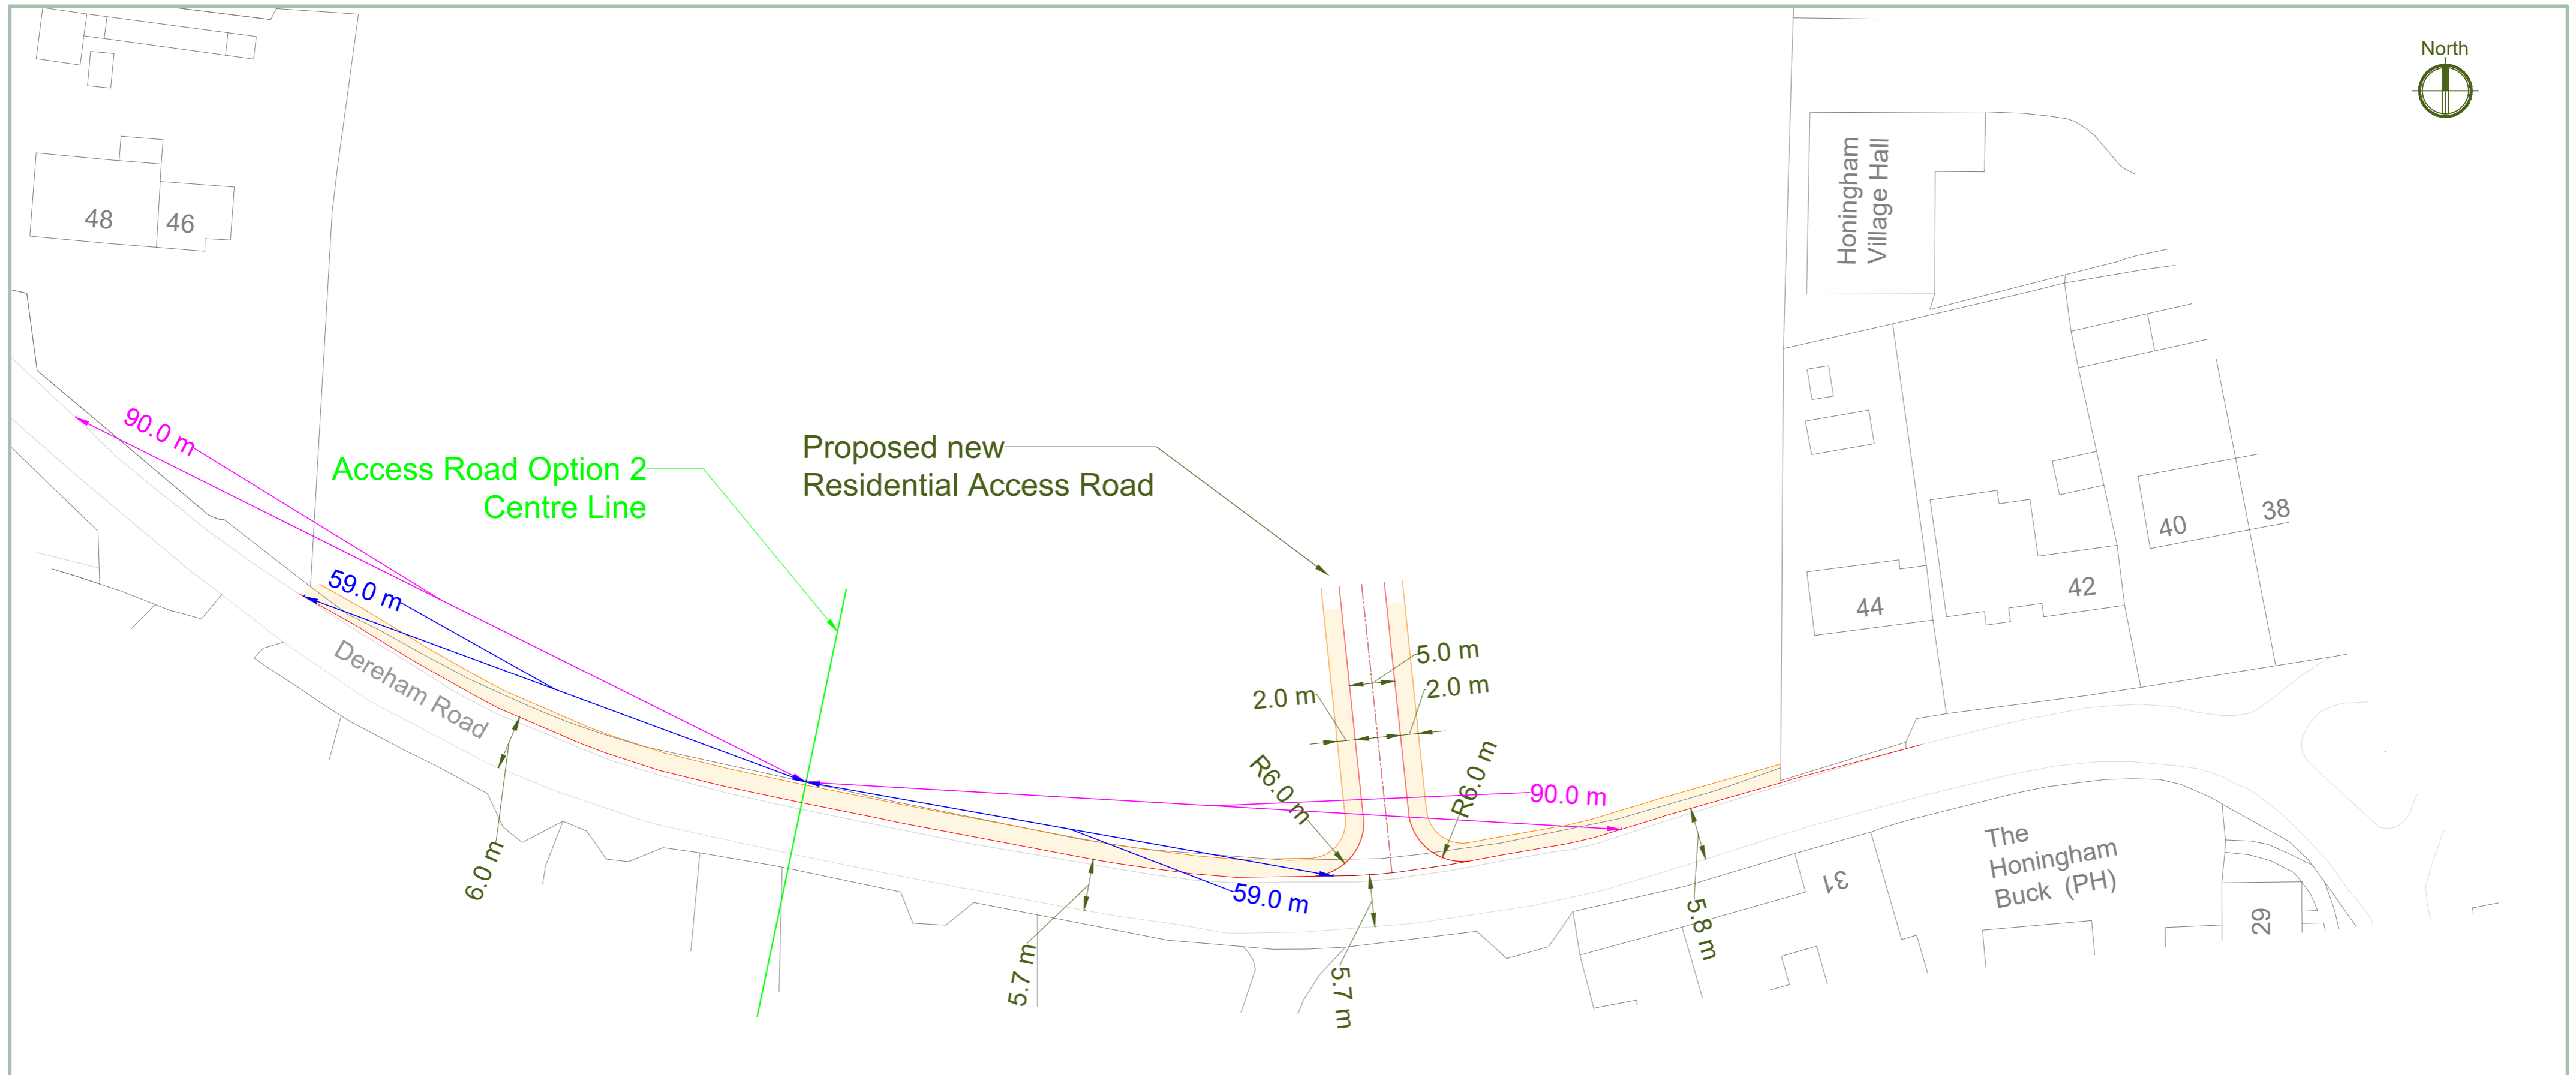 North
Honingham
Village Hall
48
46
90.0 m
Access Road Option 2
Centre Line
Proposed new
Residential Access Road
59.0 m
Dereham Road
40
38
42
44
5.0 m
2.0 m
2.0 m
R6.0 m
R6.0 m
90.0 m
59.0 m
6.0 m
5.7 m
5.7 m
5.8 m
31
The
Honingham
Buck (PH)
29